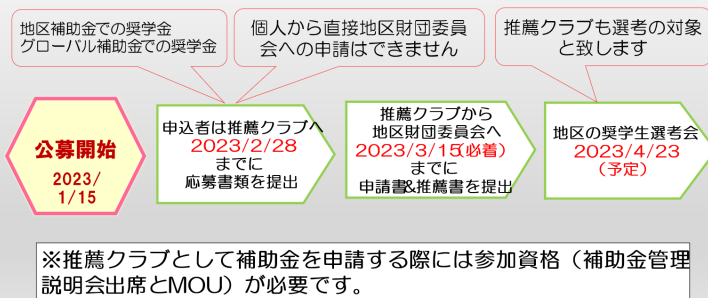 地区補助金での奨学金
グローバル補助金での奨学金
個人から直接地区財団委員
会への申請はできません
推薦クラブも選考の対象
と致します
公募開始
2023/
1/15
申込者は推薦クラブへ
2023/2/28
までに
応募書類を提出
推薦クラブから
地区財団委員会へ
2023/3/15(必着)
までに
申請書&推薦書を提出
地区の奨学生選考会
2023/4/23
(予定)
※推薦クラブとして補助金を申請する際には参加資格（補助金管理
説明会出席とMOU）が必要です。